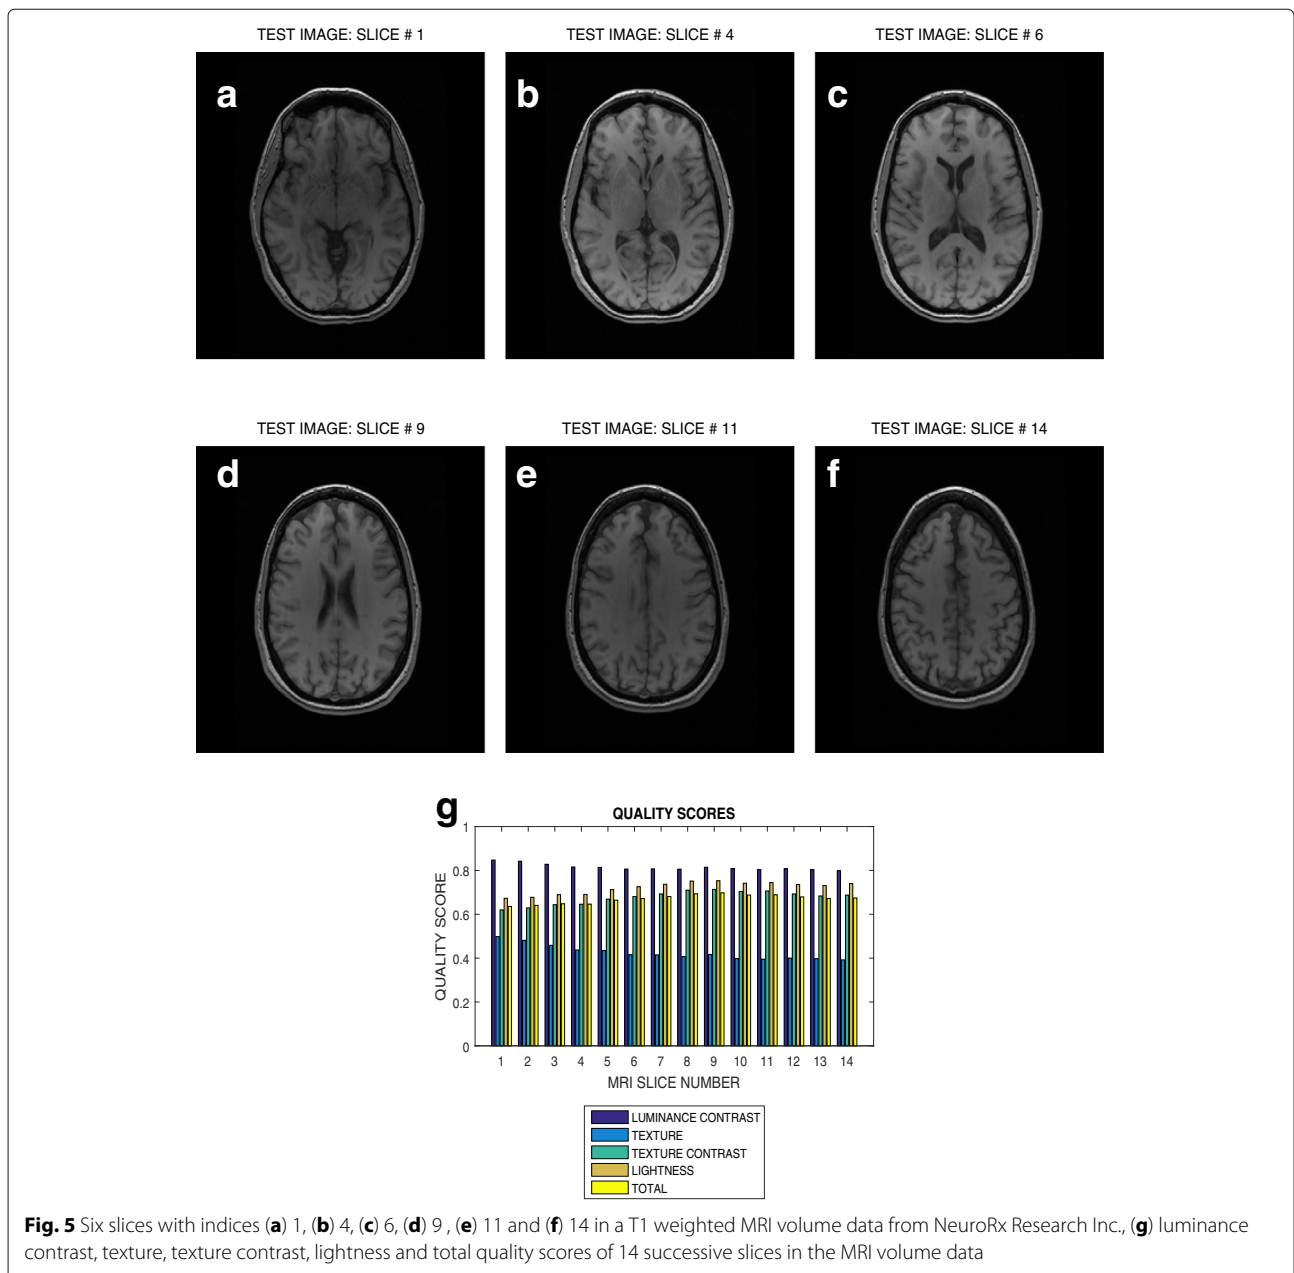 TEST IMAGE: SLICE # 1
TEST IMAGE: SLICE # 4
TEST IMAGE: SLICE # 6
a
b
c
TEST IMAGE: SLICE # 9
TEST IMAGE: SLICE # 11
TEST IMAGE: SLICE # 14
d
e
f
g
QUALITY SCORES
1
0.8
0.6
0.4
0.2
0
QUALITY SCORE
1 2 3 4 5 6 7 8 9 10 11 12 13 14
MRI SLICE NUMBER
LUMINANCE CONTRAST
TEXTURE
TEXTURE CONTRAST
LIGHTNESS
TOTAL
Fig. 5 Six slices with indices (a) 1, (b) 4, (c) 6, (d) 9 , (e) 11 and (f) 14 in a T1 weighted MRI volume data from NeuroRx Research Inc., (g) luminance
contrast, texture, texture contrast, lightness and total quality scores of 14 successive slices in the MRI volume data